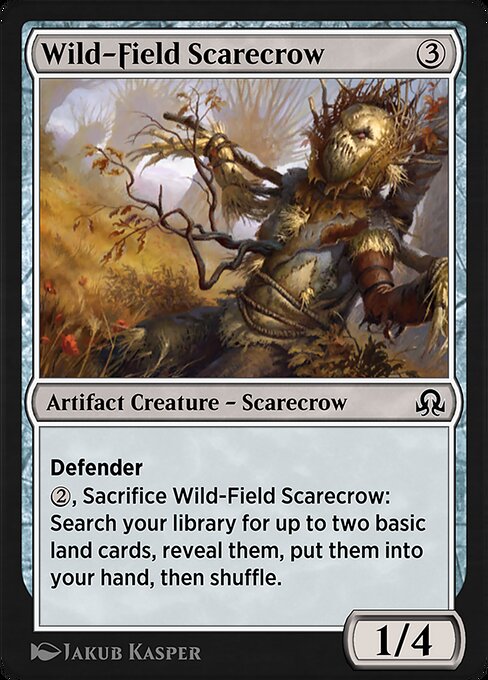 Wild-Field Scarecrow 3
Artifact Creature – Scarecrow
Defender
2, Sacrifice Wild-Field Scarecrow:
Search your library for up to two basic
land cards, reveal them, put them into
your hand, then shuffle.
1/4
Jakub Kasper